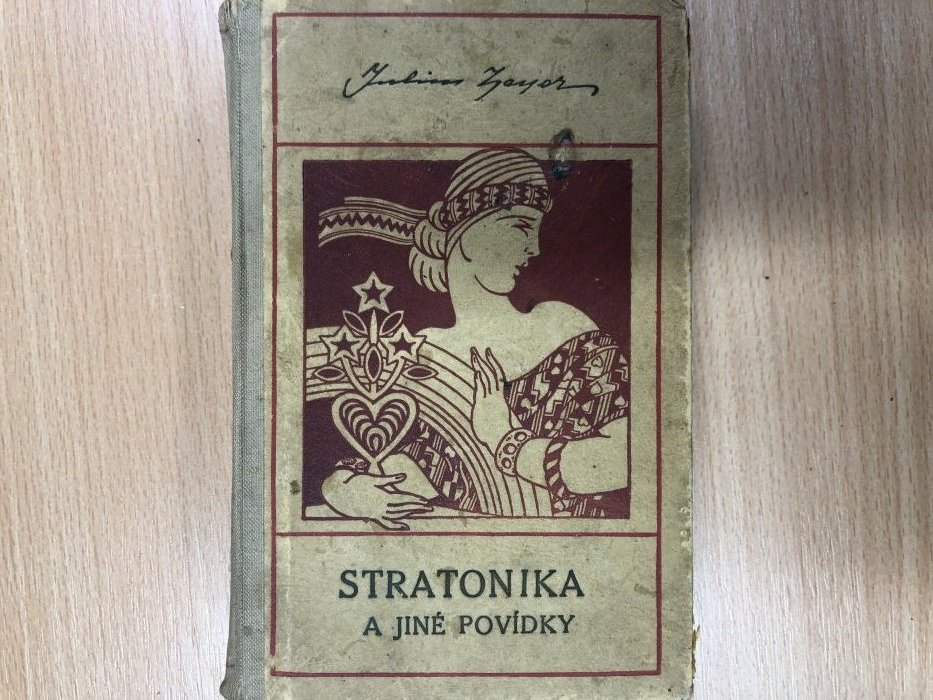 Julius Zeyer
STRATONIKA
A JINÉ POVÍDKY